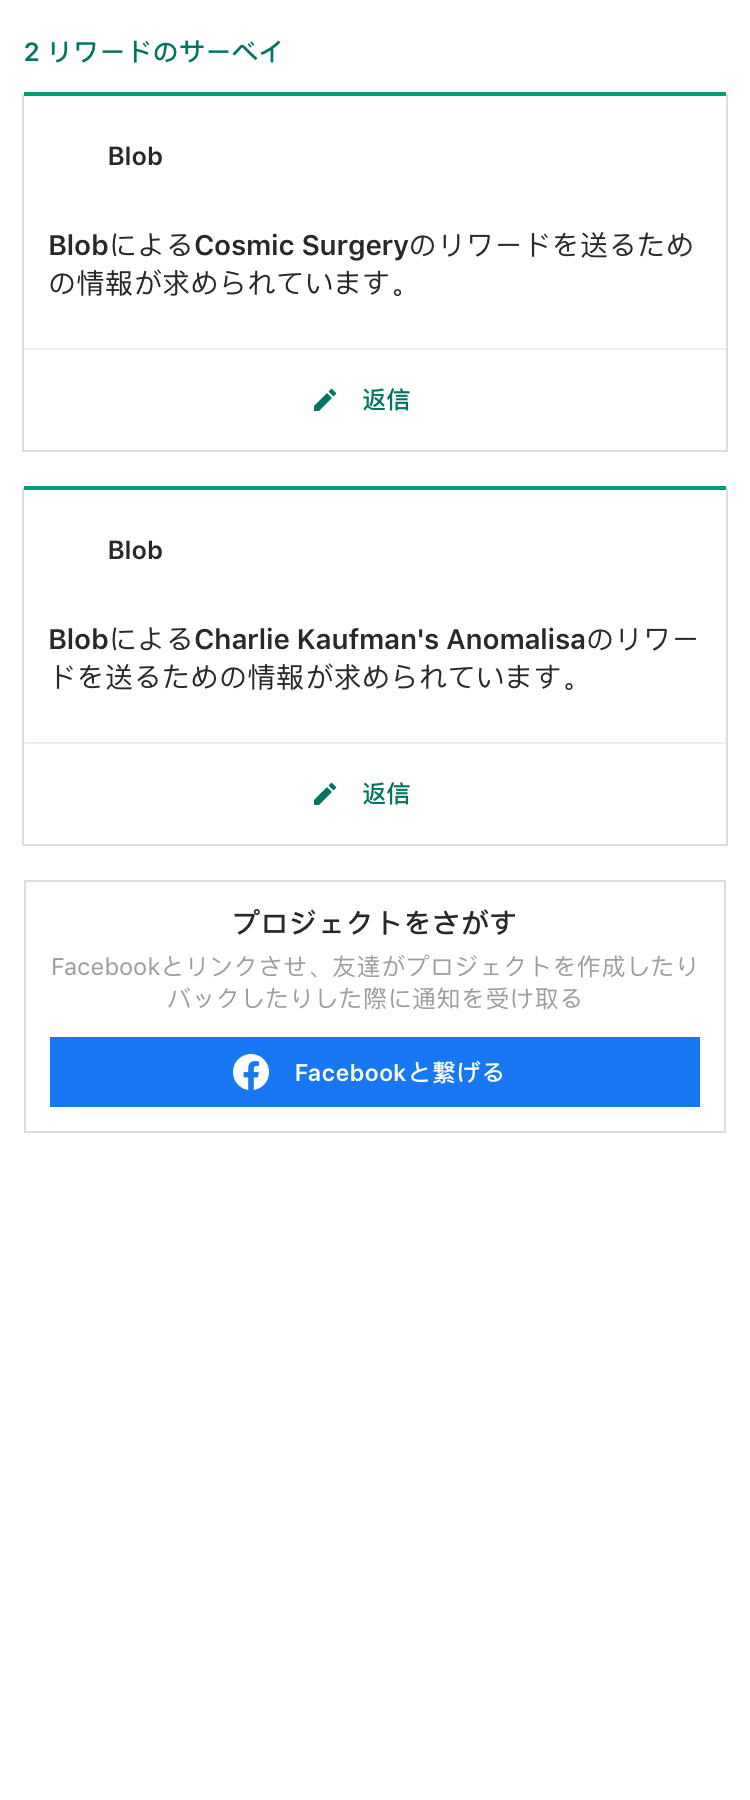 2 リワードのサーベイ
Blob
BlobによるCosmic Surgeryのリワードを送るため
の情報が求められています。
返信
Blob
BlobによるCharlie Kaufman's Anomalisaのリワー
ドを送るための情報が求められています。
返信
プロジェクトをさがす
Facebookとリンクさせ、友達がプロジェクトを作成したり
バックしたりした際に通知を受け取る
Facebookと繋げる